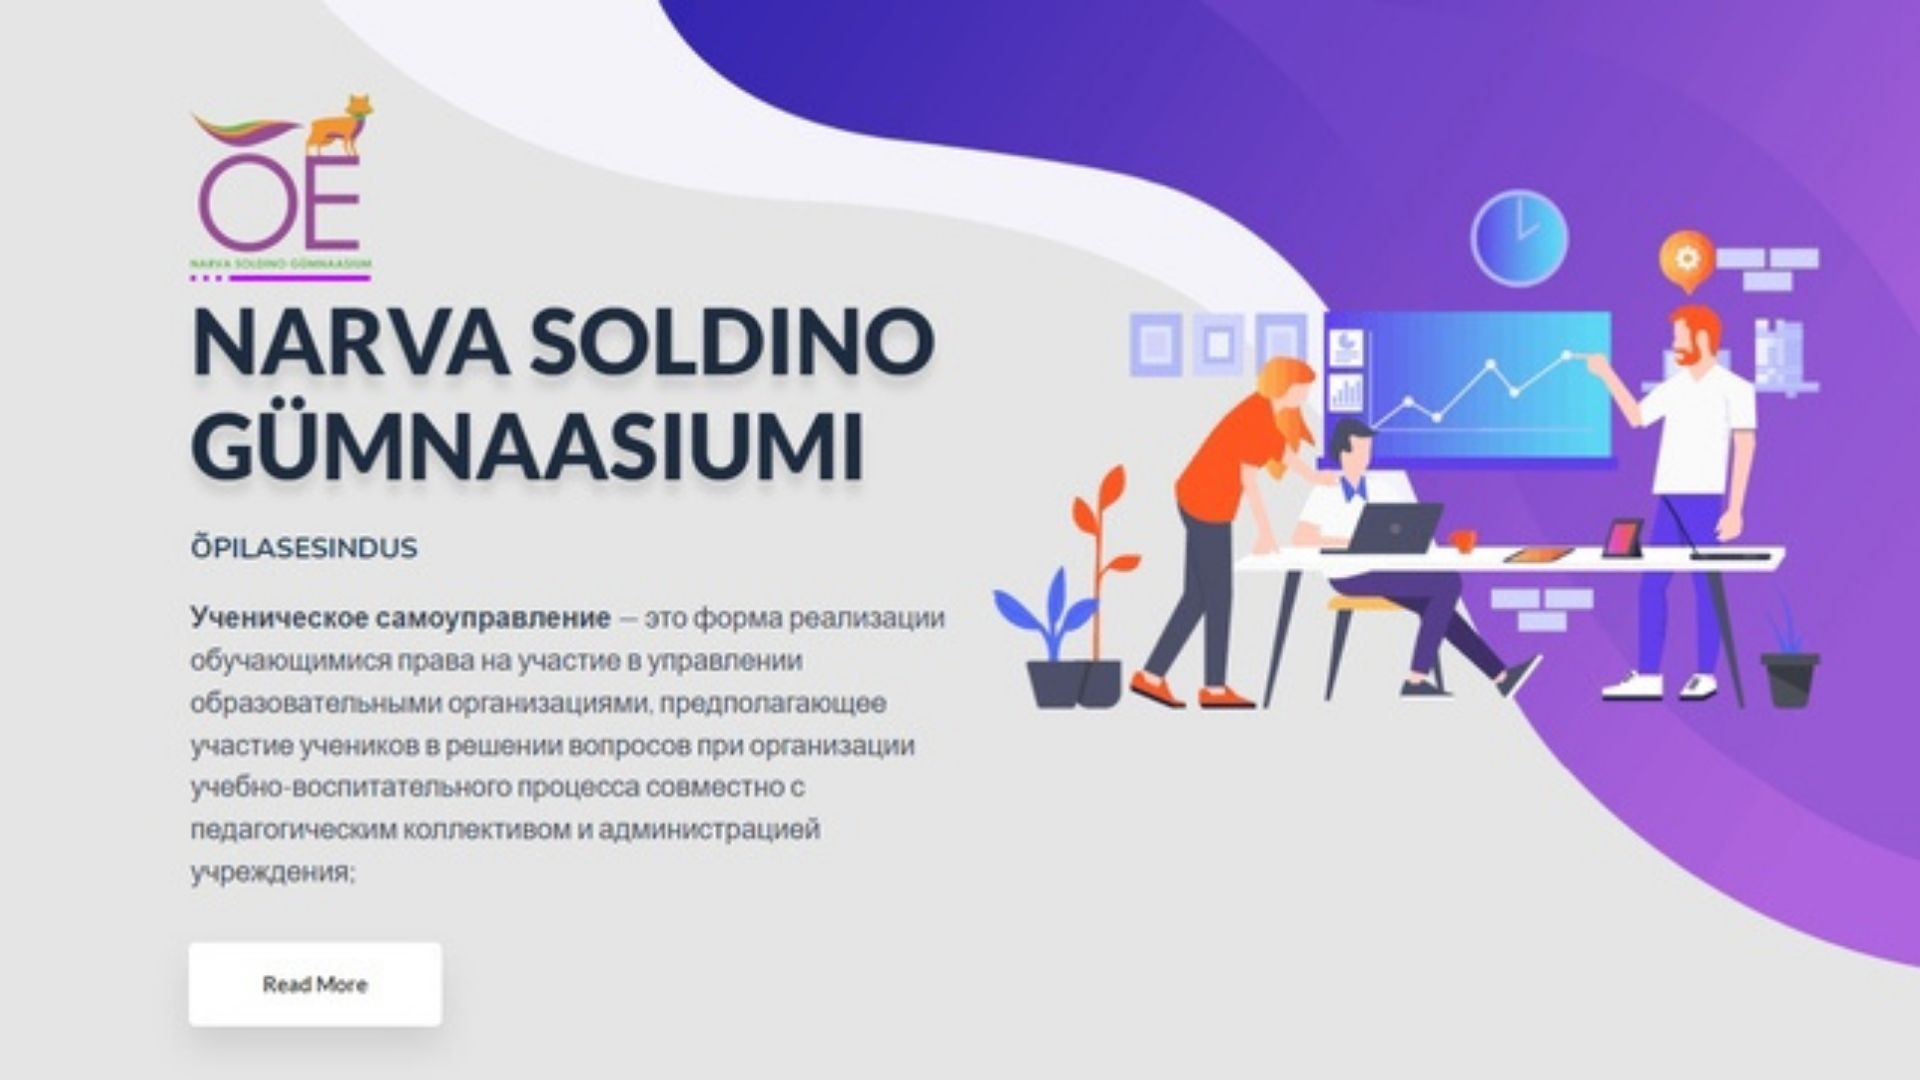 ÕE
NARVA SOLDINO GÜMNAASIUM
NARVA SOLDINO
GÜMNAASIUMI
ÕPILASESINDUS
Ученическое самоуправление – это форма реализации
обучающимися права на участие в управлении
образовательными организациями, предполагающее
участие учеников в решении вопросов при организации
учебно-воспитательного процесса совместно с
педагогическим коллективом и администрацией
учреждения;
Read More